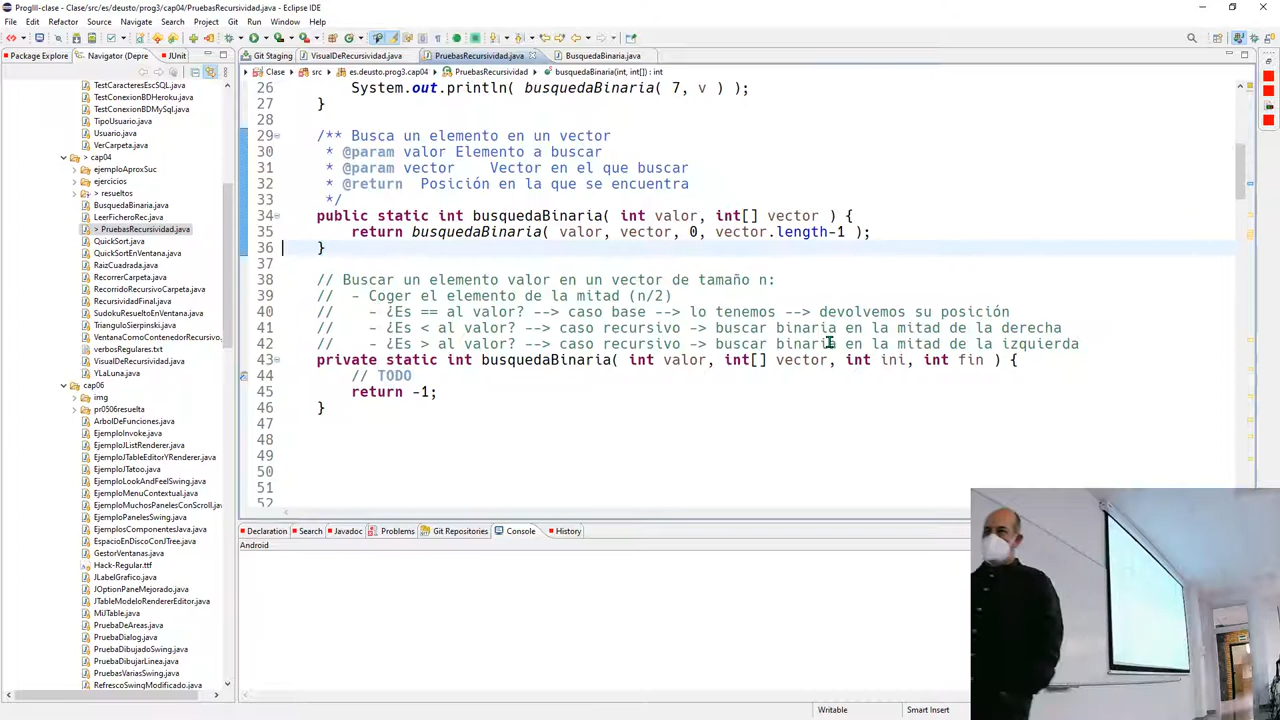 ProgIII-clase - Clase/src/es/deusto/prog3/cap04/PruebasRecursividad.java - Eclipse IDE
File Edit Refactor Source Navigate Search Project Git Run Window Help
Package Explore Navigator (Depre JUnit
Git Staging VisualDeRecursividad.java PruebasRecursividad.java BusquedaBinaria.java
Clase src es.deusto.prog3.cap04 PruebasRecursividad busquedaBinaria(int, int[]) : int
TestCaracteresEscSQL.java
TestConexionBDHeroku.java
TestConexionBDMySql.java
TipoUsuario.java
Usuario.java
VerCarpeta.java
> cap04
ejemploAproxSuc
ejercicios
> resueltos
BusquedaBinaria.java
LeerFicheroRec.java
> PruebasRecursividad.java
QuickSort.java
QuickSortEnVentana.java
RaizCuadrada.java
RecorrerCarpeta.java
RecorridoRecursivoCarpeta.java
RecursividadFinal.java
SudokuResueltoEnVentana.java
TrianguloSierpinski.java
VentanaComoContenedorRecursivo.java
verbosRegulares.txt
VisualDeRecursividad.java
YLaLuna.java
cap06
img
pr0506resuelta
ArbolDeFunciones.java
EjemploInvoke.java
EjemploJListRenderer.java
EjemploJTableEditorYRenderer.java
EjemploJTatoo.java
EjemploLookAndFeelSwing.java
EjemploMenuContextual.java
EjemploMuchosPanelesConScroll.java
EjemploPanelesSwing.java
EjemplosComponentesJava.java
EspacioEnDiscoConJTree.java
GestorVentanas.java
Hack-Regular.ttf
JLabelGrafico.java
JOptionPaneMejorado.java
JTableModeloRendererEditor.java
MiJTable.java
PruebaDeAreas.java
PruebaDialog.java
PruebaDibujadoSwing.java
PruebaDibujarLinea.java
PruebasVariasSwing.java
RefrescoSwingModificado.java
26 System.out.println( busquedaBinaria( 7, v ) );
27 }
28
29 /** Busca un elemento en un vector
30 * @param valor Elemento a buscar
31 * @param vector Vector en el que buscar
32 * @return Posición en la que se encuentra
33 */
34 public static int busquedaBinaria( int valor, int[] vector ) {
35 return busquedaBinaria( valor, vector, 0, vector.length-1 );
36 }
37
38 // Buscar un elemento valor en un vector de tamaño n:
39 // - Coger el elemento de la mitad (n/2)
40 // - ¿Es == al valor? --> caso base --> lo tenemos --> devolvemos su posición
41 // - ¿Es < al valor? --> caso recursivo -> buscar binaria en la mitad de la derecha
42 // - ¿Es > al valor? --> caso recursivo -> buscar binaria en la mitad de la izquierda
43 private static int busquedaBinaria( int valor, int[] vector, int ini, int fin ) {
44 // TODO
45 return -1;
46 }
47
48
49
50
51
52
Declaration Search Javadoc Problems Git Repositories Console History
Android
Writable Smart Insert